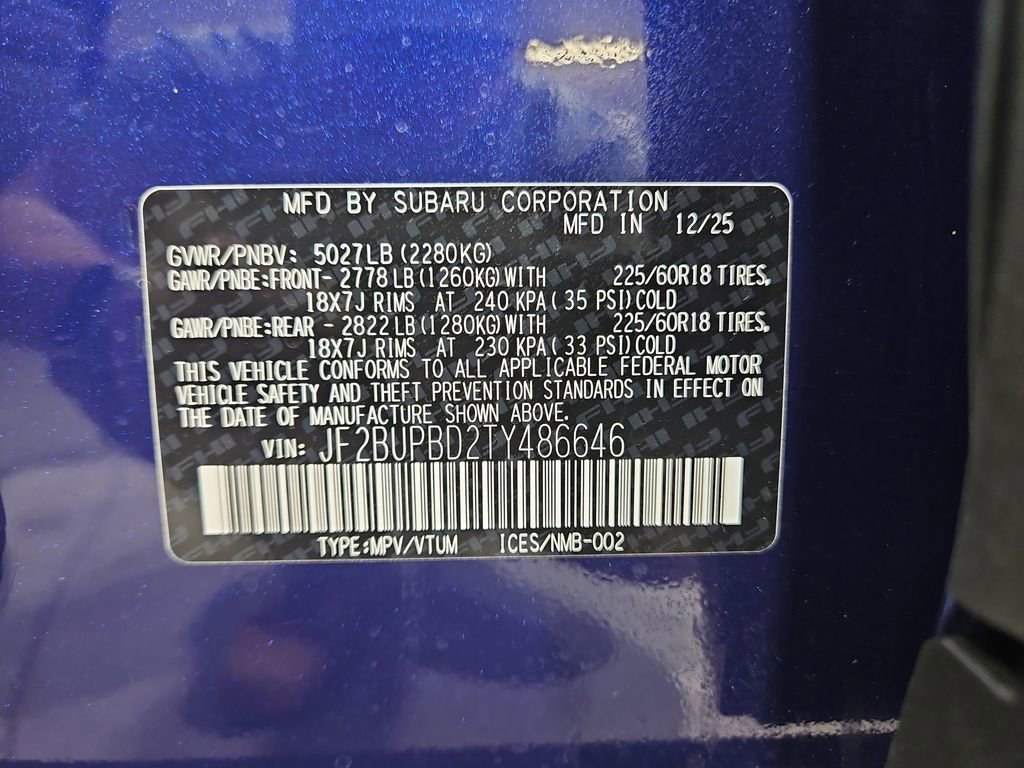 MFD BY SUBARU CORPORATION
MFD IN 12/25
GVWR/PNBV: 5027LB (2280KG)
GAWR/PNBE:FRONT- 2778 LB (1260KG) WITH 225/60R18 TIRES,
18X7J RIMS AT 240 KPA ( 35 PSI) COLD
GAWR/PNBE:REAR - 2822 LB (1280KG) WITH 225/60R18 TIRES,
18X7J RIMS AT 230 KPA ( 33 PSI) COLD
THIS VEHICLE CONFORMS TO ALL APPLICABLE FEDERAL MOTOR
VEHICLE SAFETY AND THEFT PREVENTION STANDARDS IN EFFECT ON
THE DATE OF MANUFACTURE SHOWN ABOVE.
VIN: JF2BUPBD2TY486646
TYPE:MPV/VTUM ICES/NMB-002